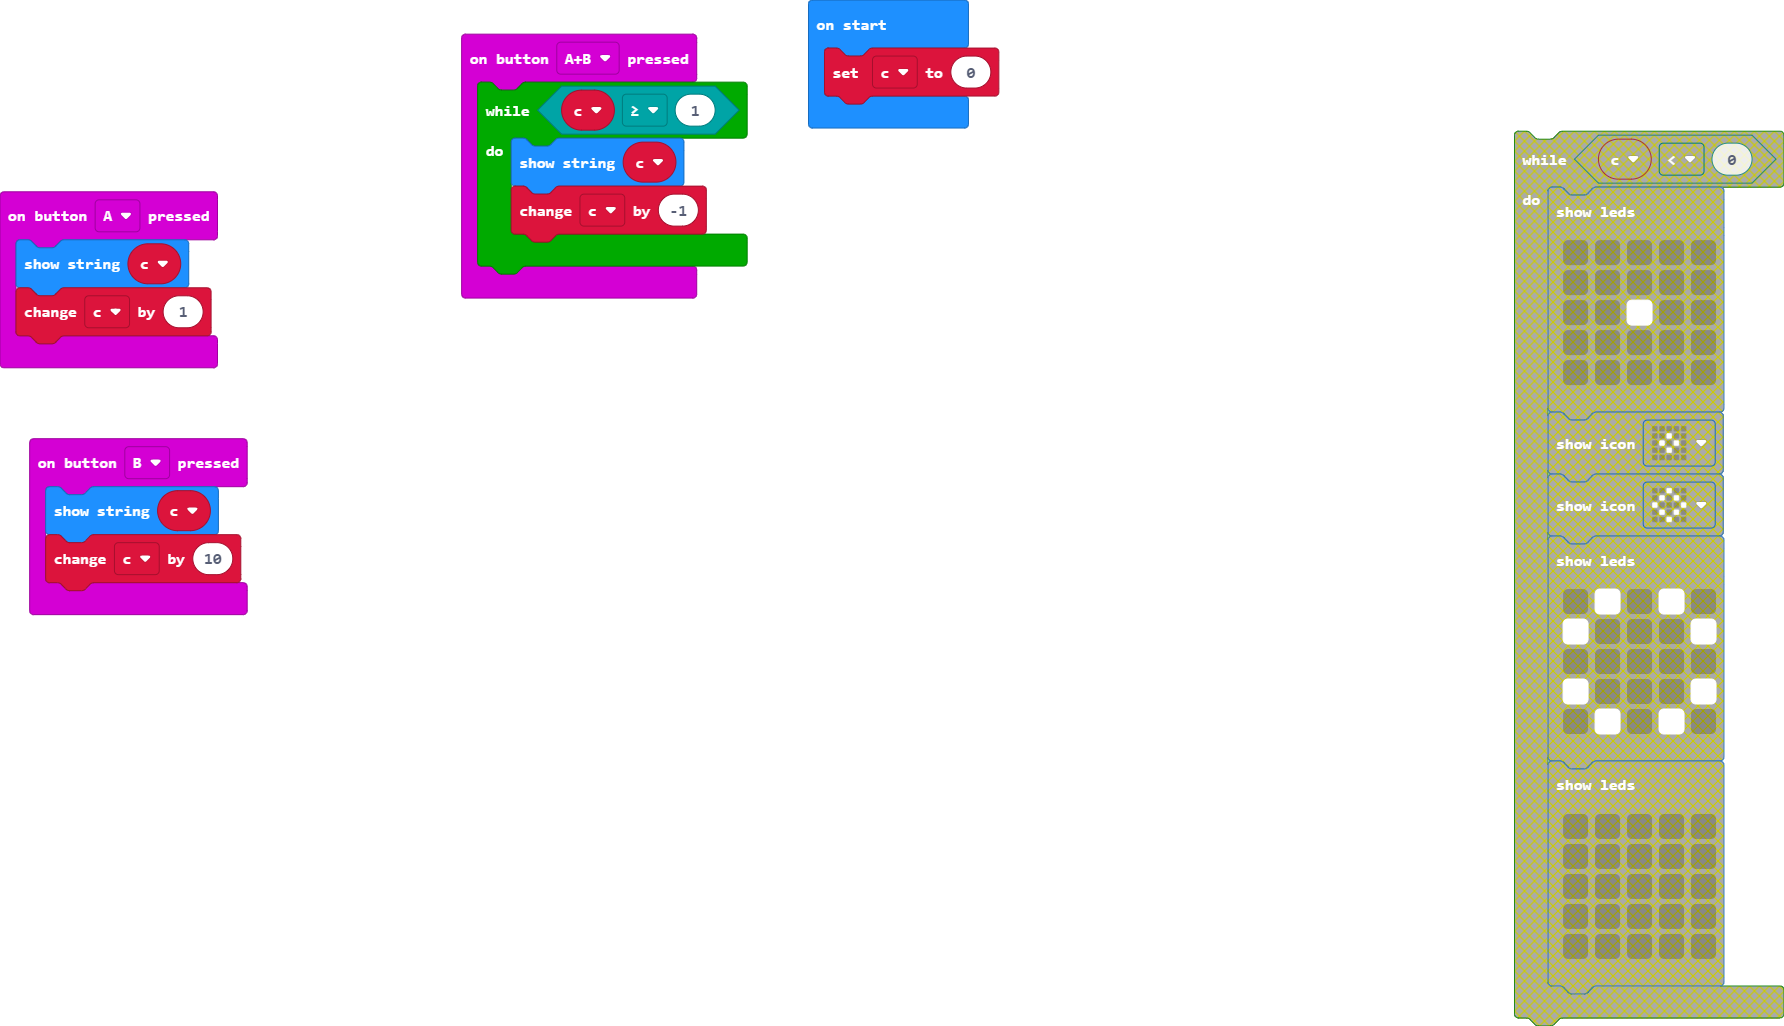 on button A pressed
show string c
change c by 1
on button B pressed
show string c
change c by 10
on button A+B pressed
while c ≥ 1
do
show string c
change c by -1
on start
set c to 0
while c < 0
do
show leds
show icon
show icon
show leds
show leds